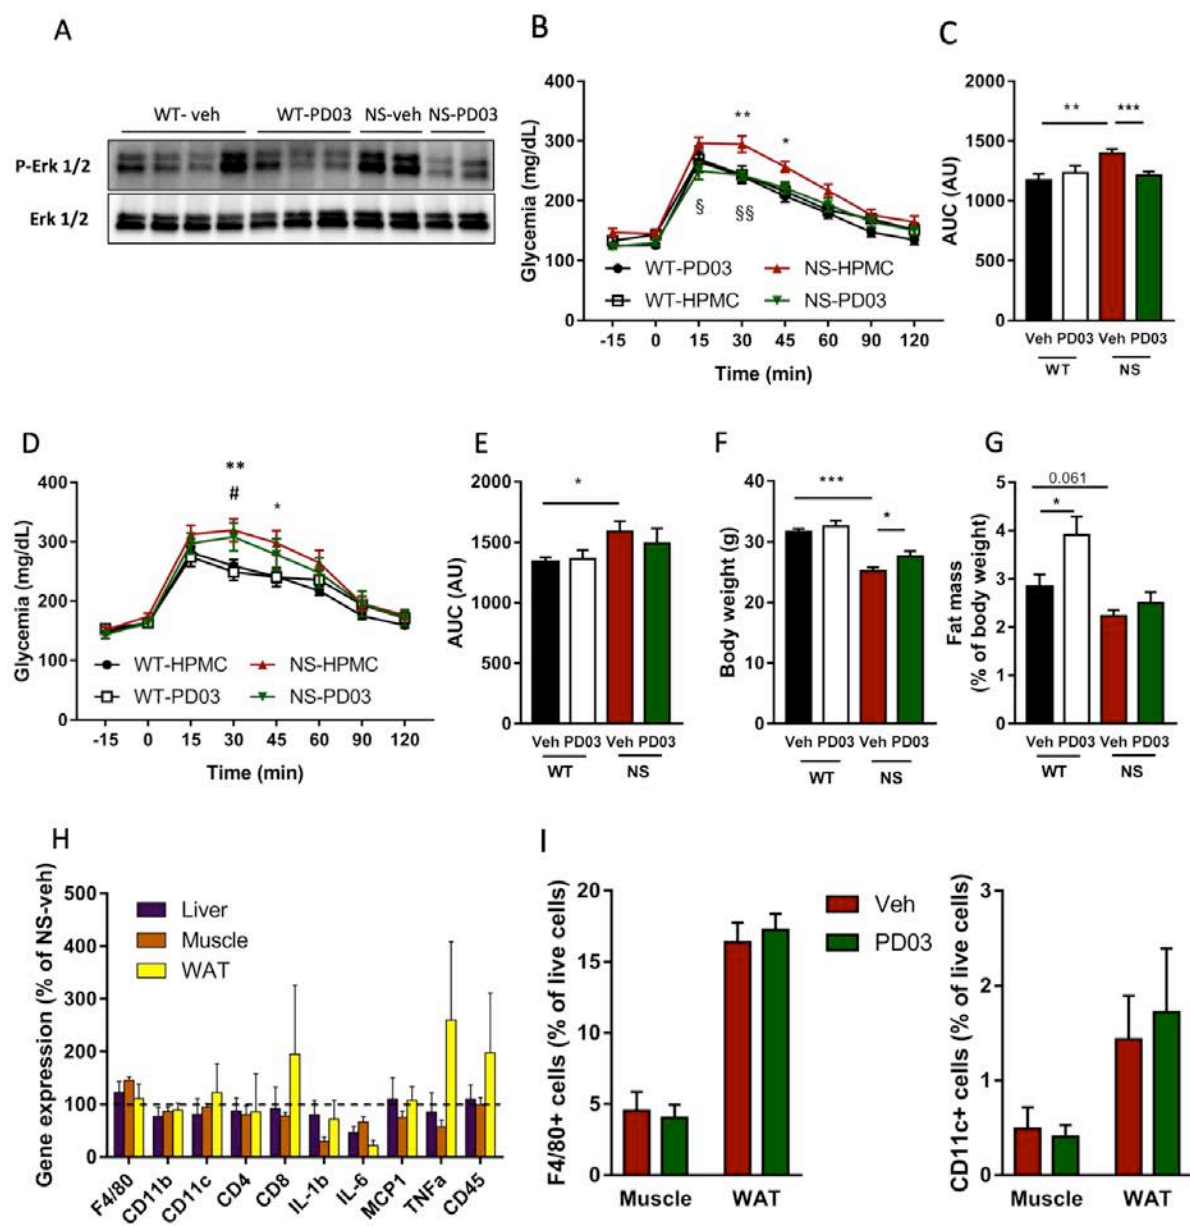 A
WT- veh WT-PD03 NS-veh NS-PD03
P-Erk 1/2
Erk 1/2
B
Glycemia (mg/dL)
400
300
200
100
0
**
*
§
§§
WT-PD03 NS-HPMC
WT-HPMC NS-PD03
-15 0 15 30 45 60 90 120
Time (min)
C
AUC (AU)
2000
1500
1000
500
0
** ***
Veh PD03 Veh PD03
WT NS
D
Glycemia (mg/dL)
400
300
200
100
0
**
#
*
WT-HPMC NS-HPMC
WT-PD03 NS-PD03
-15 0 15 30 45 60 90 120
Time (min)
E
AUC (AU)
2000
1500
1000
500
0
*
Veh PD03 Veh PD03
WT NS
F
Body weight (g)
40
30
20
10
0
***
*
Veh PD03 Veh PD03
WT NS
G
Fat mass
(% of body weight)
5
4
3
2
1
0
0.061
*
Veh PD03 Veh PD03
WT NS
H
Gene expression (% of NS-veh)
500
400
300
200
100
0
Liver
Muscle
WAT
F4/80 CD11b CD11c CD4 CD8 IL-1b IL-6 MCP1 TNFa CD45
I
F4/80+ cells (% of live cells)
20
15
10
5
0
Muscle WAT
Veh
PD03
CD11c+ cells (% of live cells)
3
2
1
0
Muscle WAT